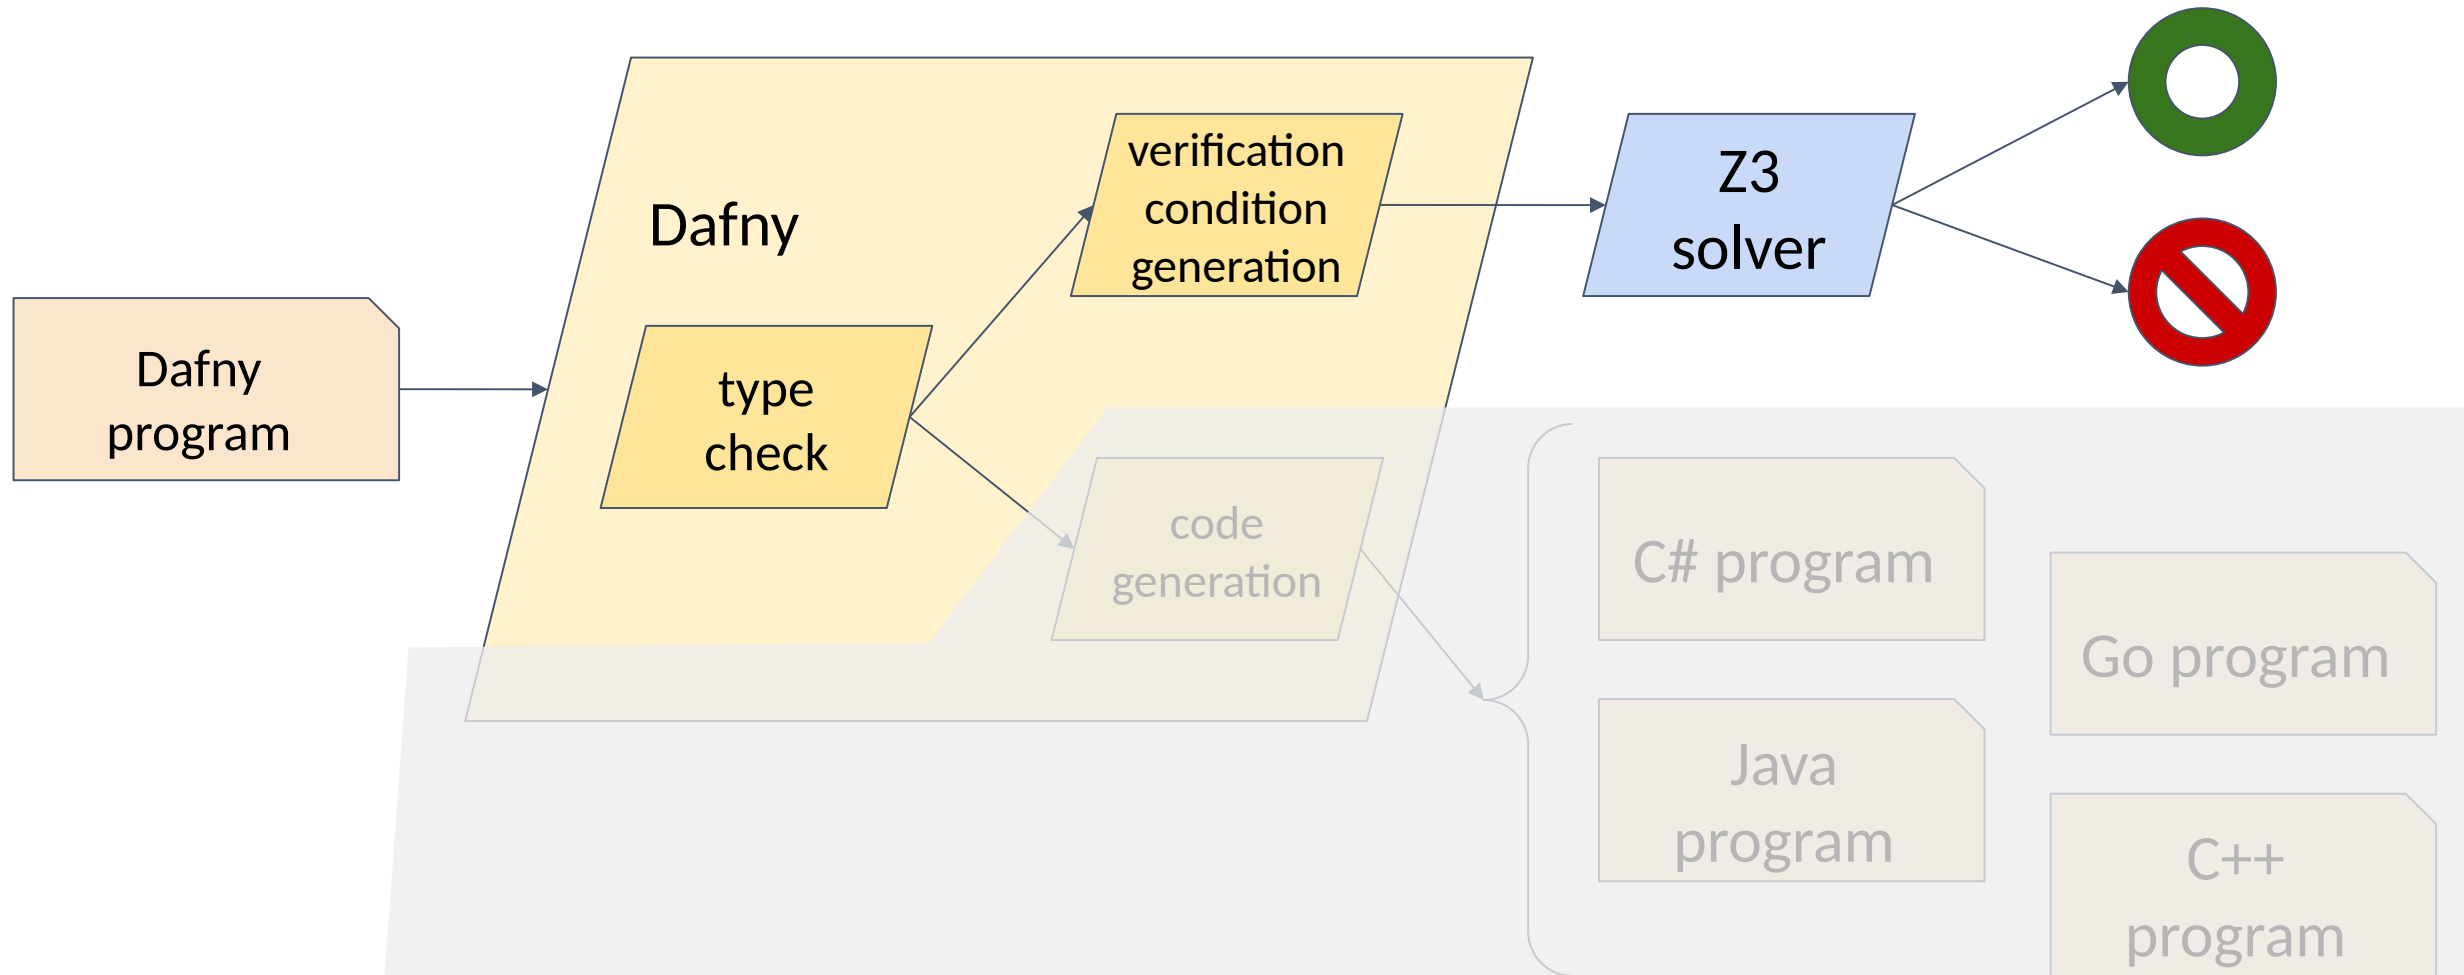 Dafny
program
Dafny
type
check
verification
condition
generation
Z3
solver
code
generation
C# program
Go program
Java
program
C++
program